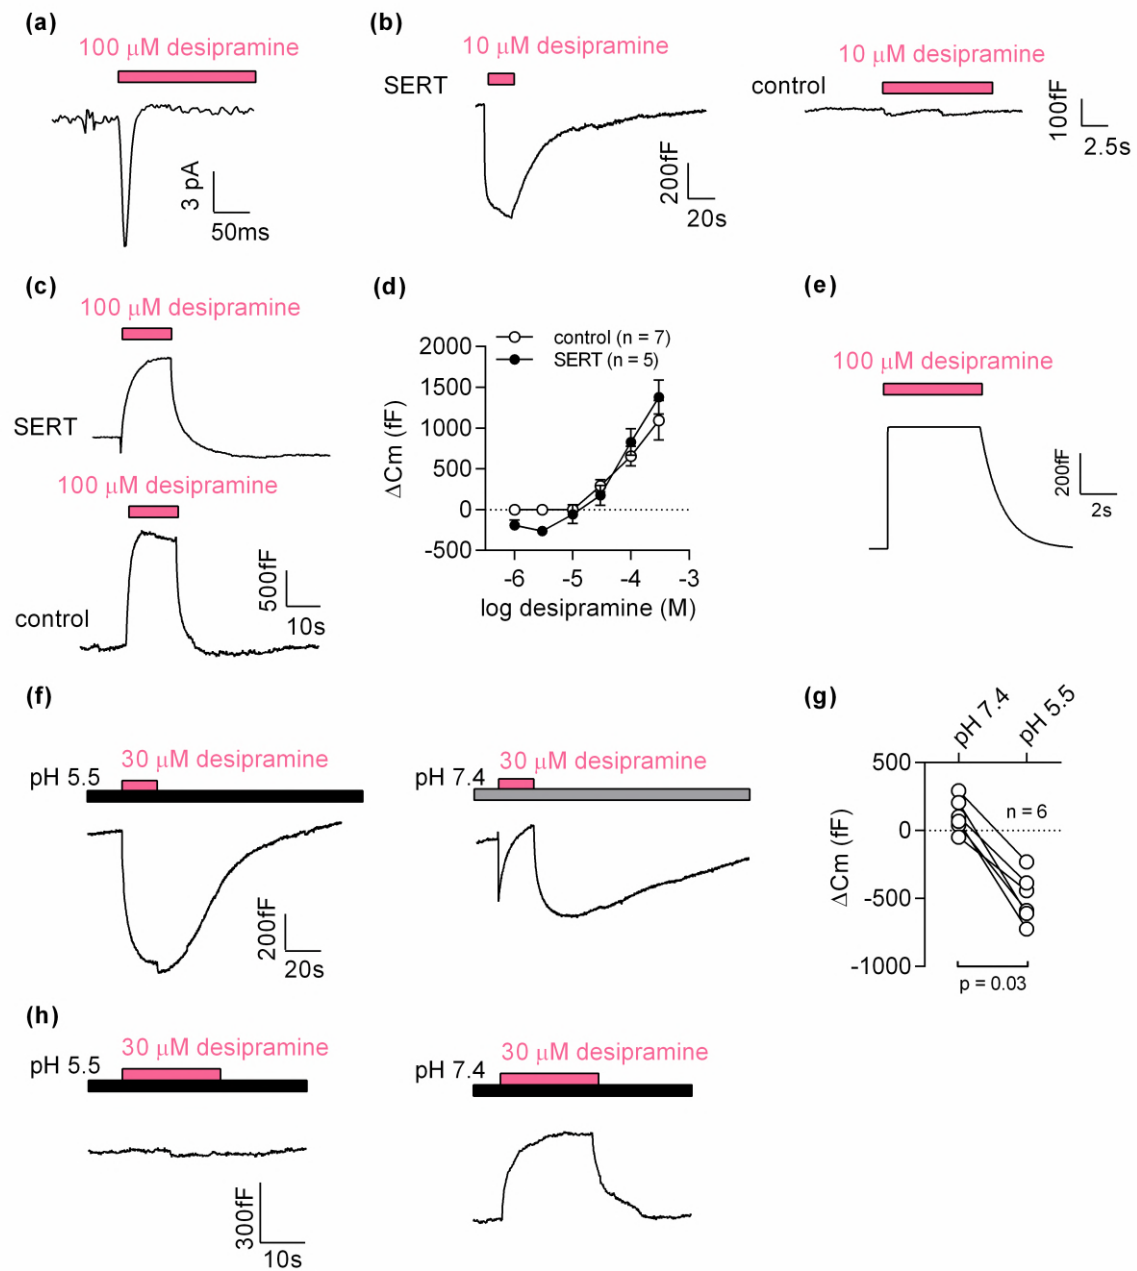 (a)
100 μM desipramine
3 pA
50ms
(b)
10 μM desipramine
SERT
200fF
20s
10 μM desipramine
control
100fF
2.5s
(c)
100 μM desipramine
SERT
100 μM desipramine
control
500fF
10s
(d)
control (n = 7)
SERT (n = 5)
2000
1500
1000
500
0
-500
ΔCm (fF)
-6 -5 -4 -3
log desipramine (M)
(e)
100 μM desipramine
200fF
2s
(f)
pH 5.5
30 μM desipramine
200fF
20s
pH 7.4
30 μM desipramine
(g)
pH 7.4
pH 5.5
500
0
-500
-1000
ΔCm (fF)
n = 6
p = 0.03
(h)
pH 5.5
30 μM desipramine
300fF
10s
pH 7.4
30 μM desipramine